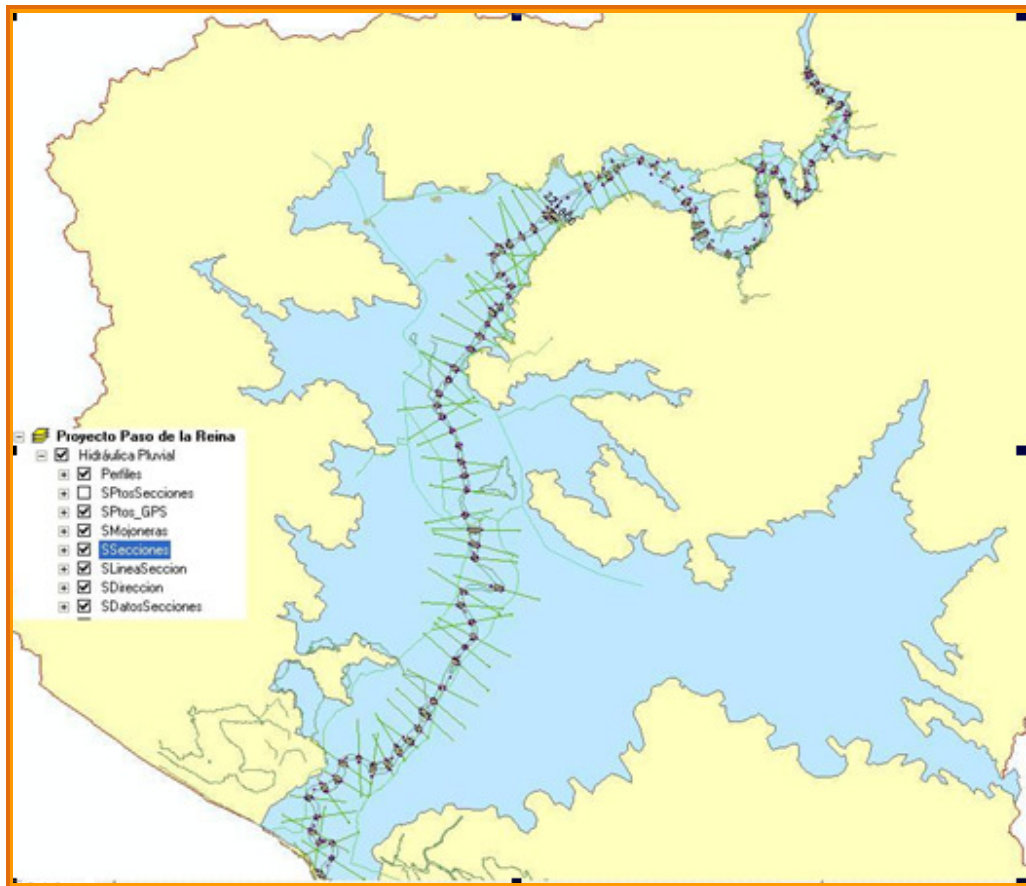 Proyecto Paso de la Reina
Hidráulica Pluvial
Perfiles
SPtosSecciones
SPtos_GPS
SMojoneras
SSecciones
SLineaSeccion
SDireccion
SDatosSecciones